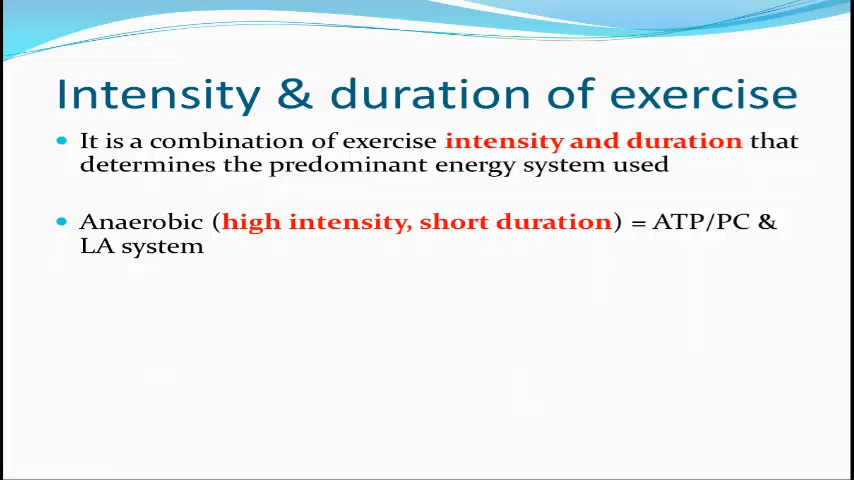 Intensity & duration of exercise
It is a combination of exercise intensity and duration that
determines the predominant energy system used
Anaerobic (high intensity, short duration) = ATP/PC &
LA system